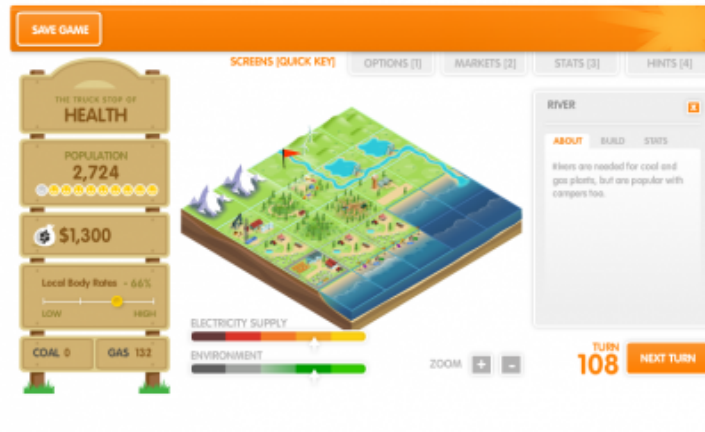 SAVE GAME
SCREENS [QUICK KEY]
OPTIONS [1]
MARKETS [2]
STATS [3]
HINTS [4]
THE TRUCK STOP OF
HEALTH
POPULATION
2,724
$1,300
Local Body Rates - 66%
LOW
HIGH
COAL 0
GAS 132
RIVER
x
ABOUT
BUILD
STATS
Rivers are needed for coal and
gas plants, but are popular with
campers too.
ELECTRICITY SUPPLY
ENVIRONMENT
ZOOM
+
-
TURN
108
NEXT TURN